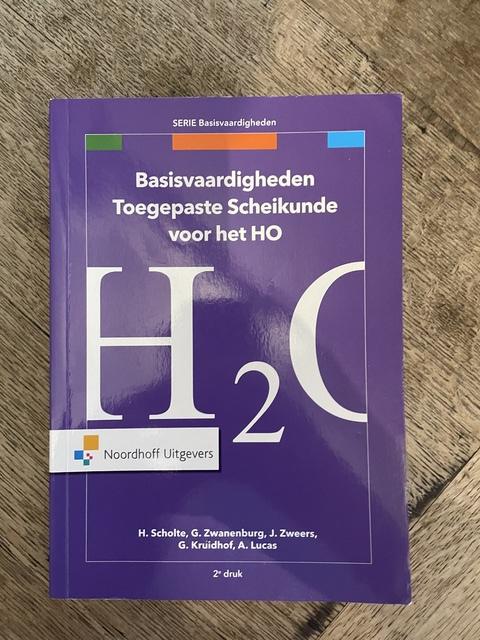 SERIE Basisvaardigheden
Basisvaardigheden
Toegepaste Scheikunde
voor het HO
H2O
Noordhoff Uitgevers
H. Scholte, G. Zwanenburg, J. Zweers,
G. Kruidhof, A. Lucas
2e druk